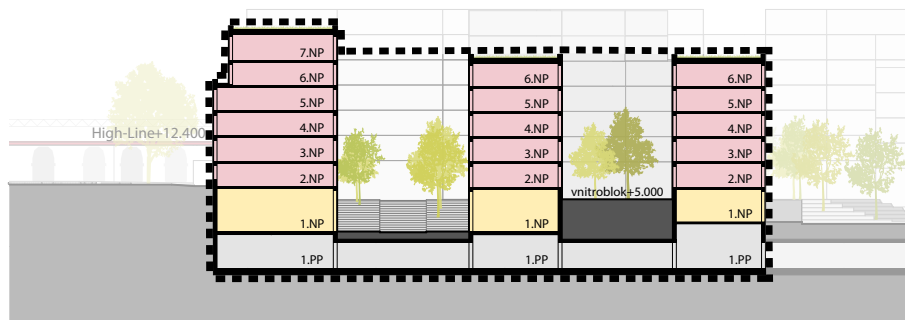 7.NP
6.NP 6.NP 6.NP
5.NP 5.NP 5.NP
High-Line+12.400 4.NP 4.NP 4.NP
3.NP 3.NP 3.NP
2.NP 2.NP 2.NP
vnitroblok+5.000
1.NP 1.NP 1.NP
1.PP 1.PP 1.PP